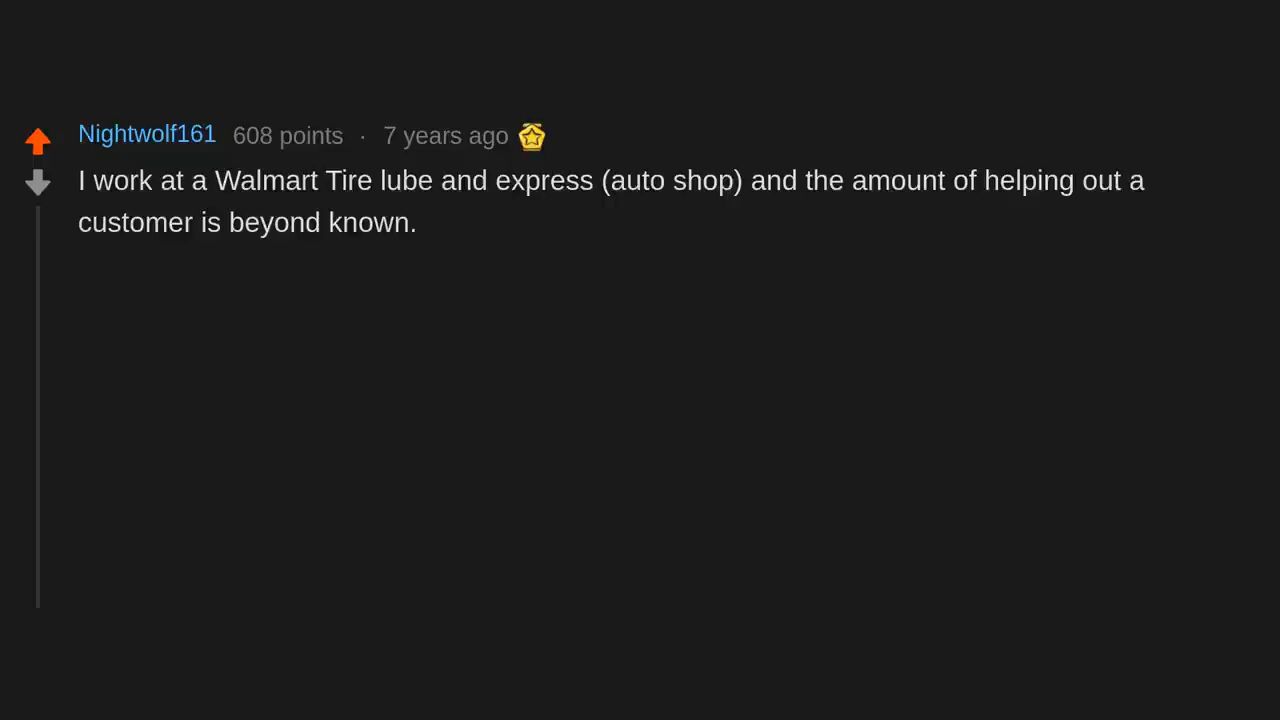 Nightwolf161 608 points · 7 years ago
I work at a Walmart Tire lube and express (auto shop) and the amount of helping out a
customer is beyond known.